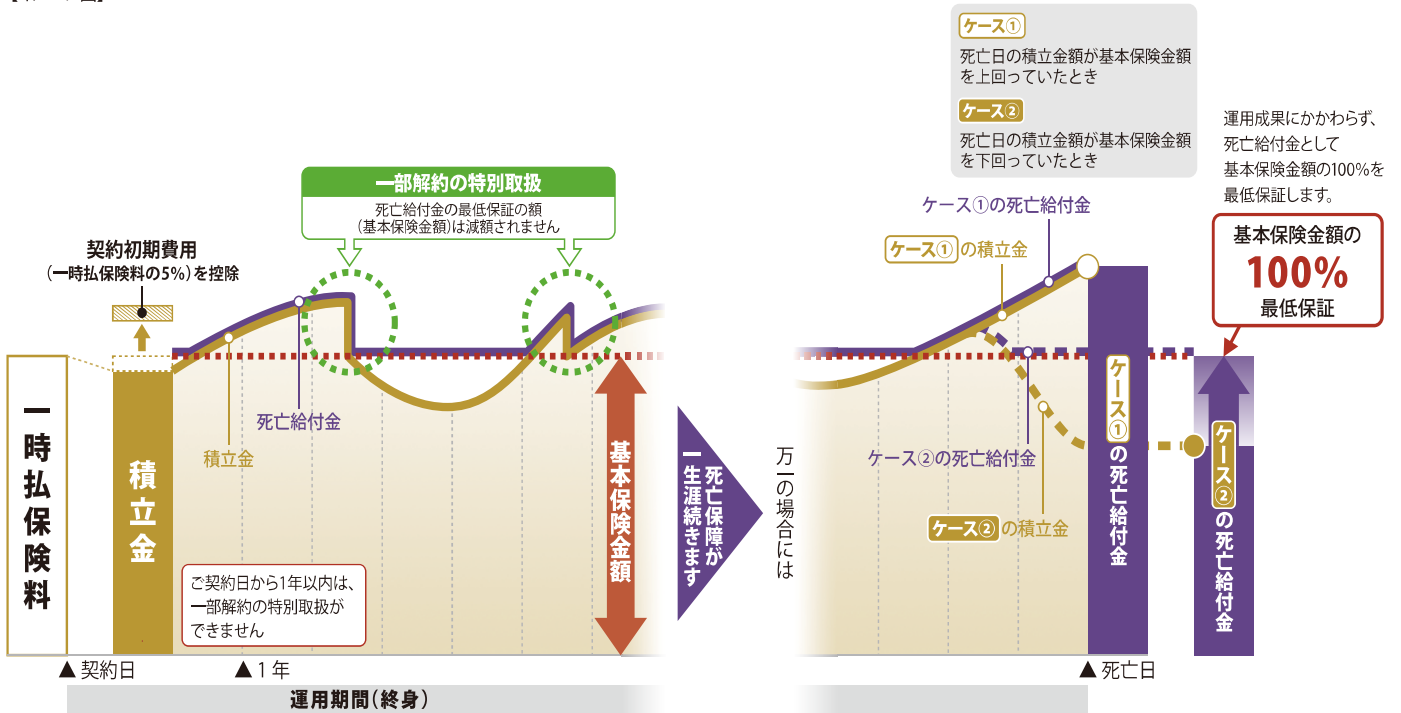 ケース①
死亡日の積立金額が基本保険金額
を上回っていたとき
ケース②
死亡日の積立金額が基本保険金額
を下回っていたとき
運用成果にかかわらず、
死亡給付金として
基本保険金額の100%を
最低保証します。
基本保険金額の
100%
最低保証
一部解約の特別取扱
死亡給付金の最低保証の額
(基本保険金額)は減額されません
契約初期費用
(一時払保険料の5%)を控除
ケース①の死亡給付金
ケース①の積立金
死亡給付金
積立金
ケース②の死亡給付金
ケース②の積立金
一時払保険料
積立金
基本保険金額
死亡保障が
一生涯続きます
万一の場合には
ケース①の死亡給付金
ケース②の死亡給付金
ご契約日から1年以内は、
一部解約の特別取扱が
できません
▲契約日
▲1年
▲死亡日
運用期間(終身)